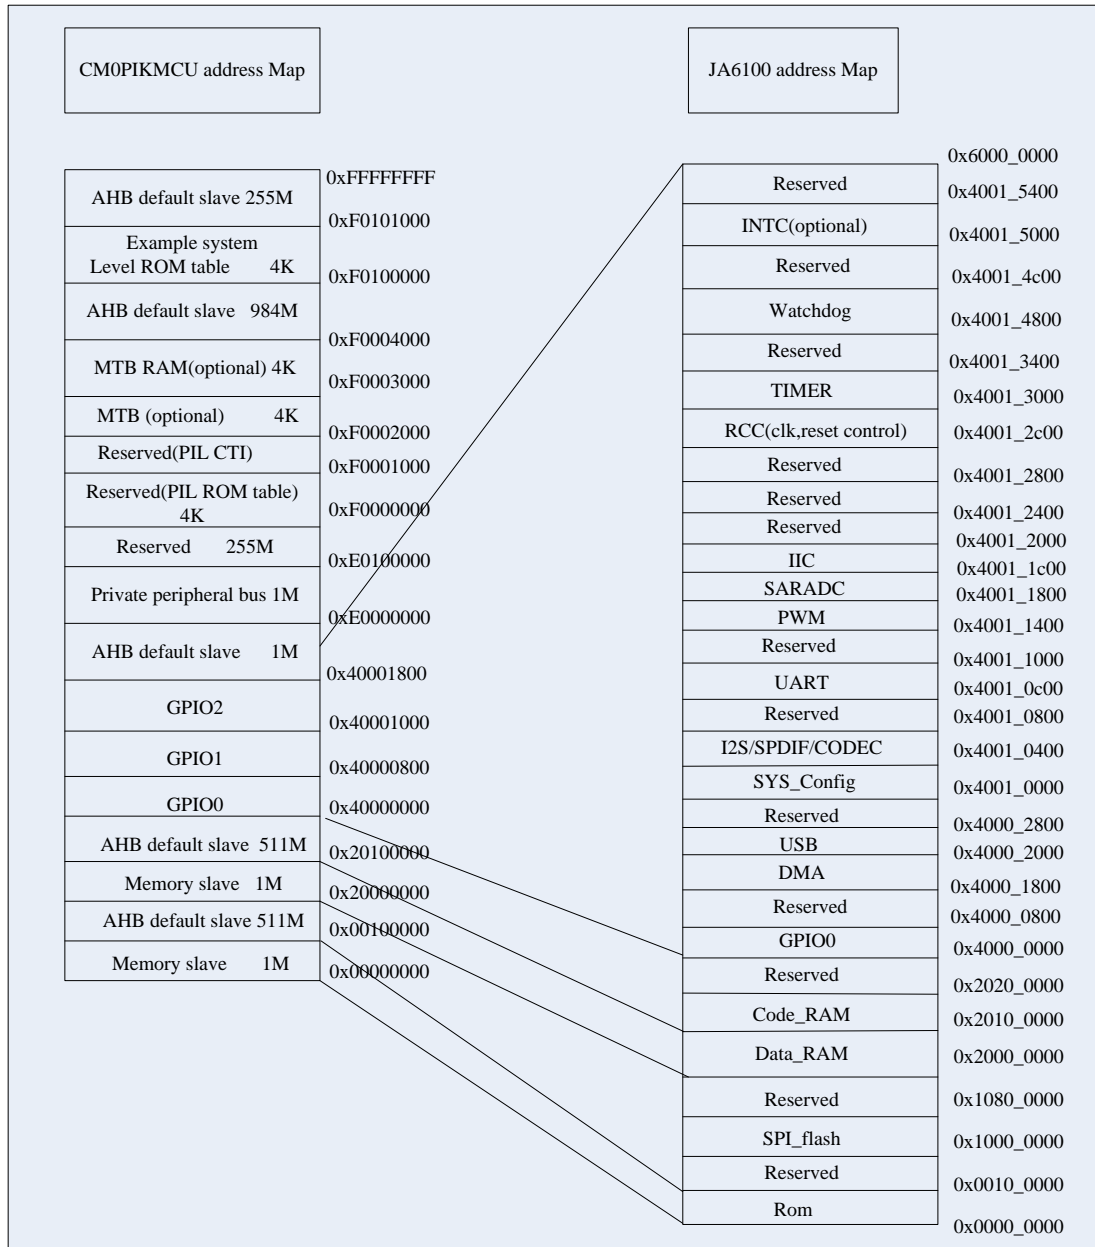 CM0PIKMCU address Map
0xFFFFFFFF
AHB default slave 255M
0xF0101000
Example system
Level ROM table 4K
0xF0100000
AHB default slave 984M
0xF0004000
MTB RAM(optional) 4K
0xF0003000
MTB (optional) 4K
0xF0002000
Reserved(PIL CTI)
0xF0001000
Reserved(PIL ROM table)
4K
0xF0000000
Reserved 255M
0xE0100000
Private peripheral bus 1M
0xE0000000
AHB default slave 1M
0x40001800
GPIO2
0x40001000
GPIO1
0x40000800
GPIO0
0x40000000
AHB default slave 511M
0x20100000
Memory slave 1M
0x20000000
AHB default slave 511M
0x00100000
Memory slave 1M
0x00000000
JA6100 address Map
0x6000_0000
Reserved
0x4001_5400
INTC(optional)
0x4001_5000
Reserved
0x4001_4c00
Watchdog
0x4001_4800
Reserved
0x4001_3400
TIMER
0x4001_3000
RCC(clk,reset control)
0x4001_2c00
Reserved
0x4001_2800
Reserved
0x4001_2400
Reserved
0x4001_2000
IIC
0x4001_1c00
SARADC
0x4001_1800
PWM
0x4001_1400
Reserved
0x4001_1000
UART
0x4001_0c00
Reserved
0x4001_0800
I2S/SPDIF/CODEC
0x4001_0400
SYS_Config
0x4001_0000
Reserved
0x4000_2800
USB
0x4000_2000
DMA
0x4000_1800
Reserved
0x4000_0800
GPIO0
0x4000_0000
Reserved
0x2020_0000
Code_RAM
0x2010_0000
Data_RAM
0x2000_0000
Reserved
0x1080_0000
SPI_flash
0x1000_0000
Reserved
0x0010_0000
Rom
0x0000_0000